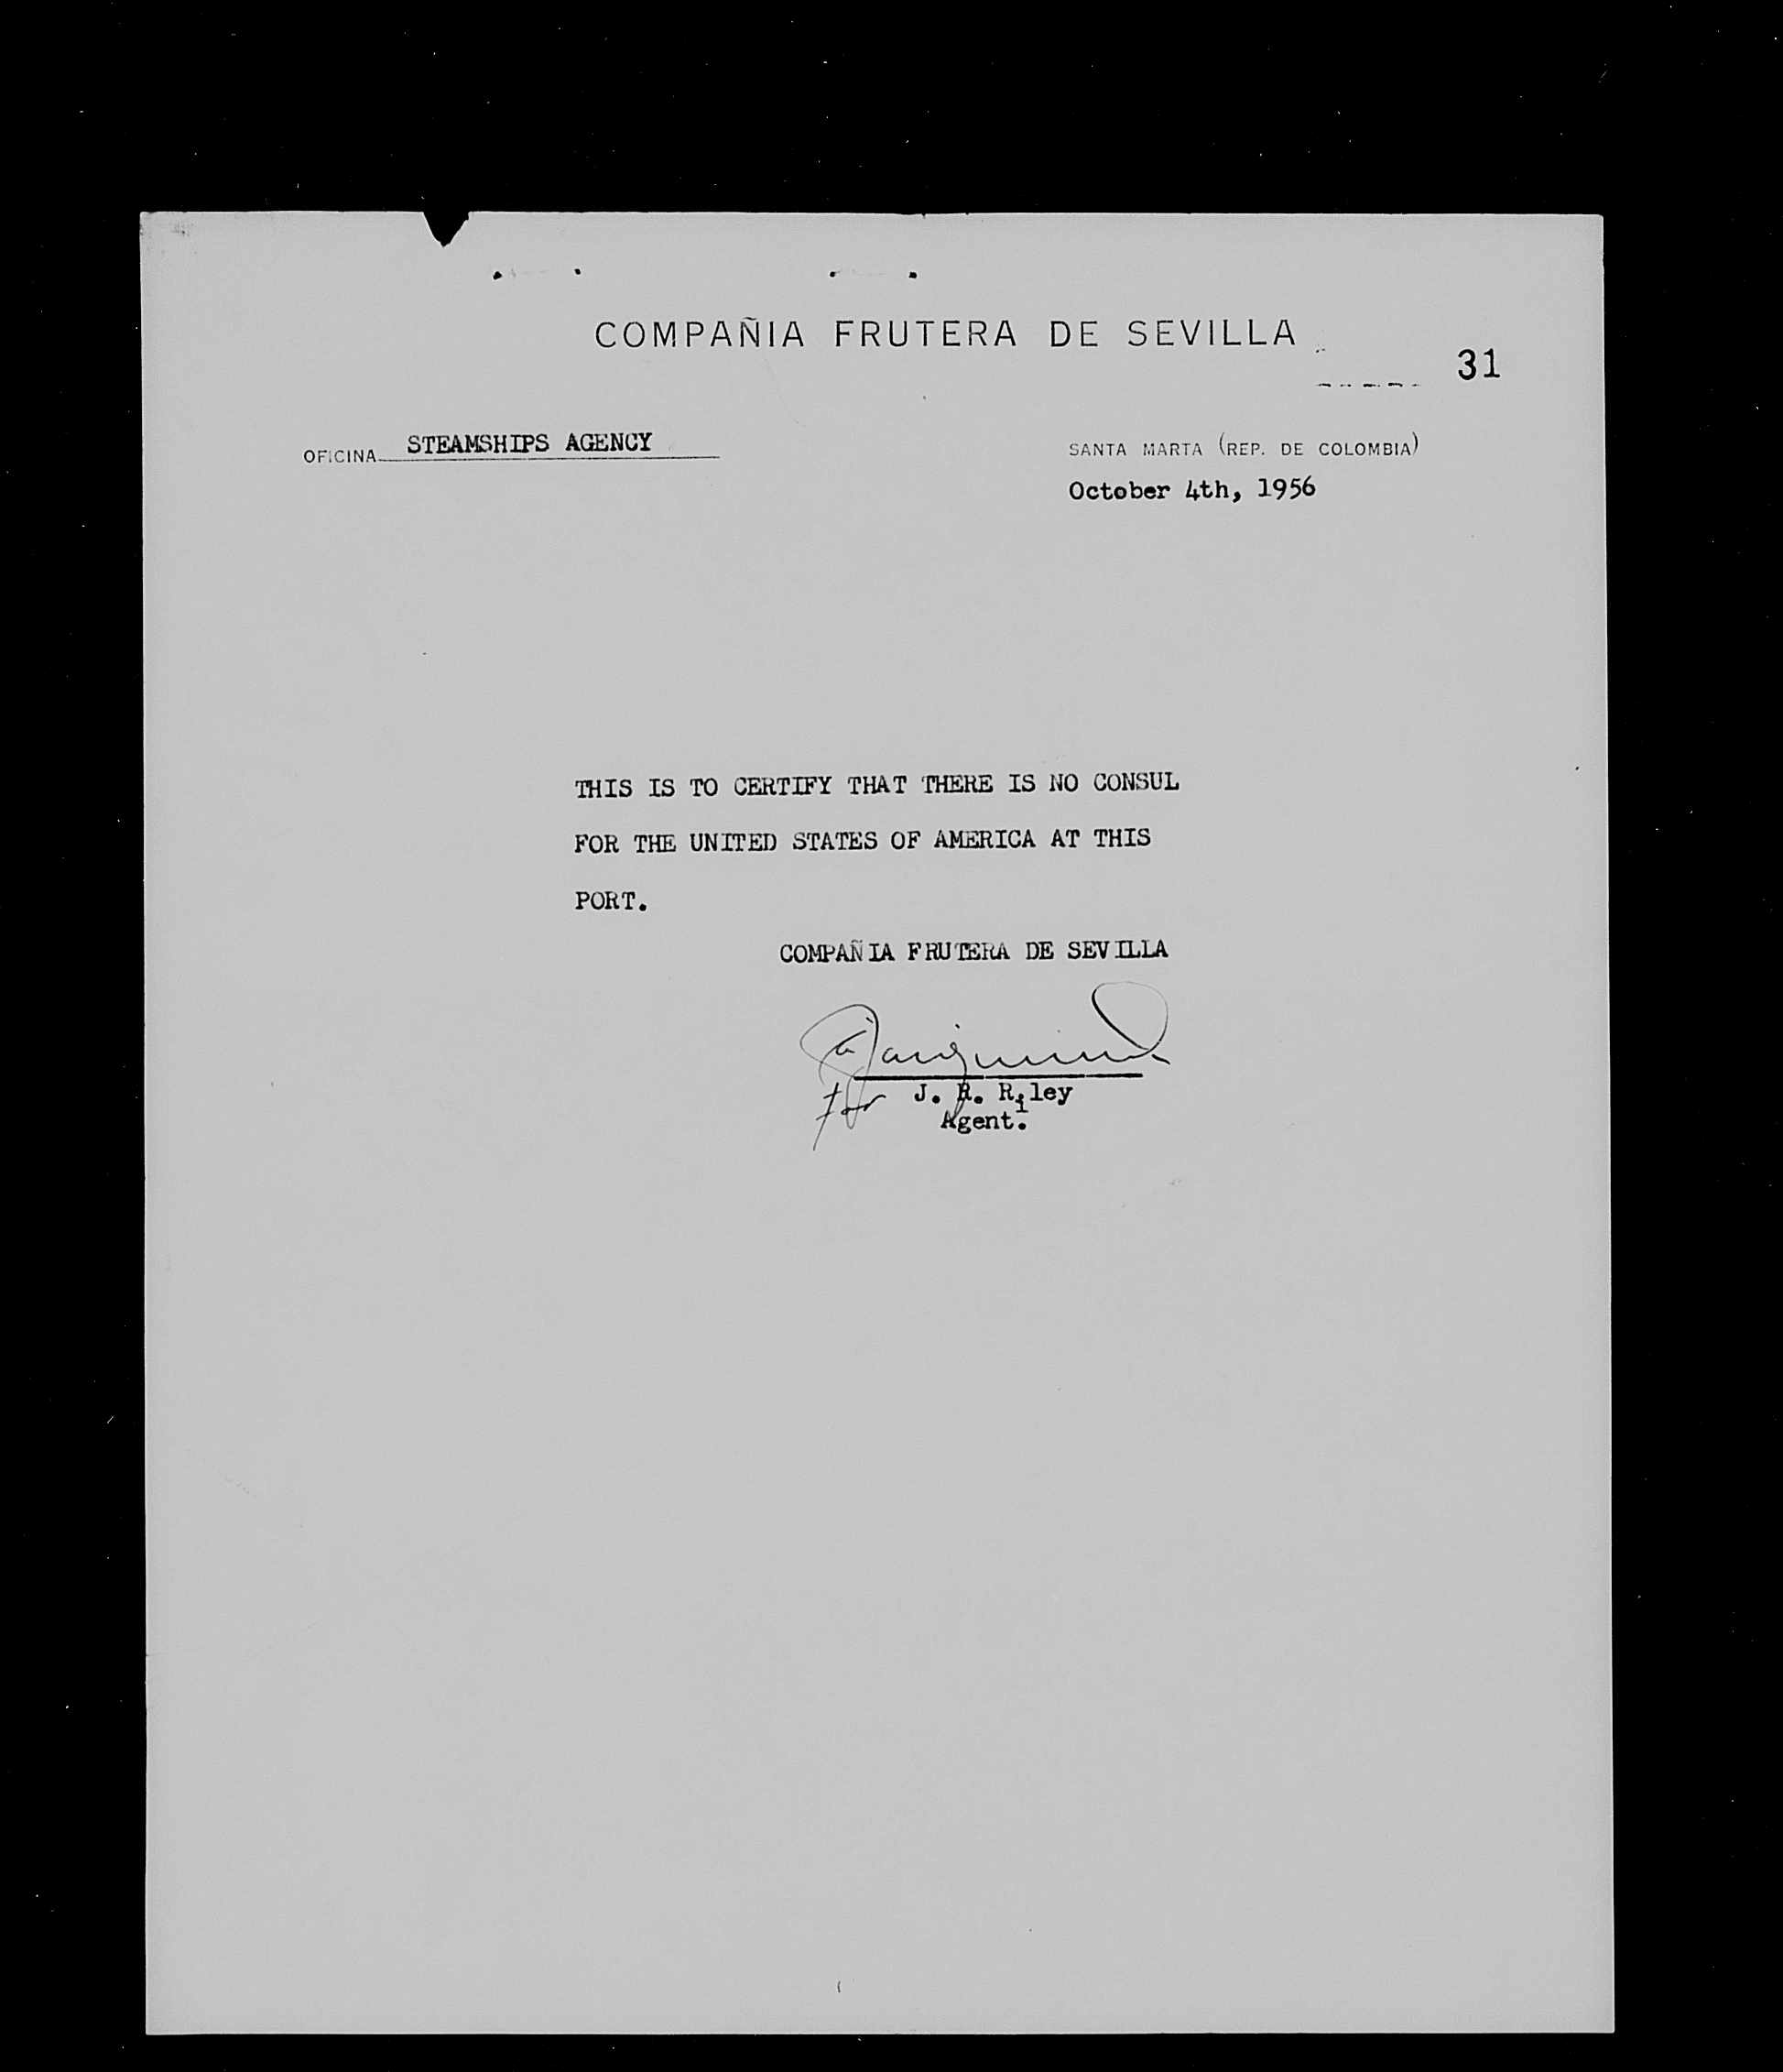 COMPAÑIA FRUTERA DE SEVILLA
31
OFICINA STEAMSHIPS AGENCY
SANTA MARTA (REP. DE COLOMBIA)
October 4th, 1956
THIS IS TO CERTIFY THAT THERE IS NO CONSUL
FOR THE UNITED STATES OF AMERICA AT THIS
PORT.
COMPAÑIA FRUTERA DE SEVILLA
for J. R. Riley
Agent.